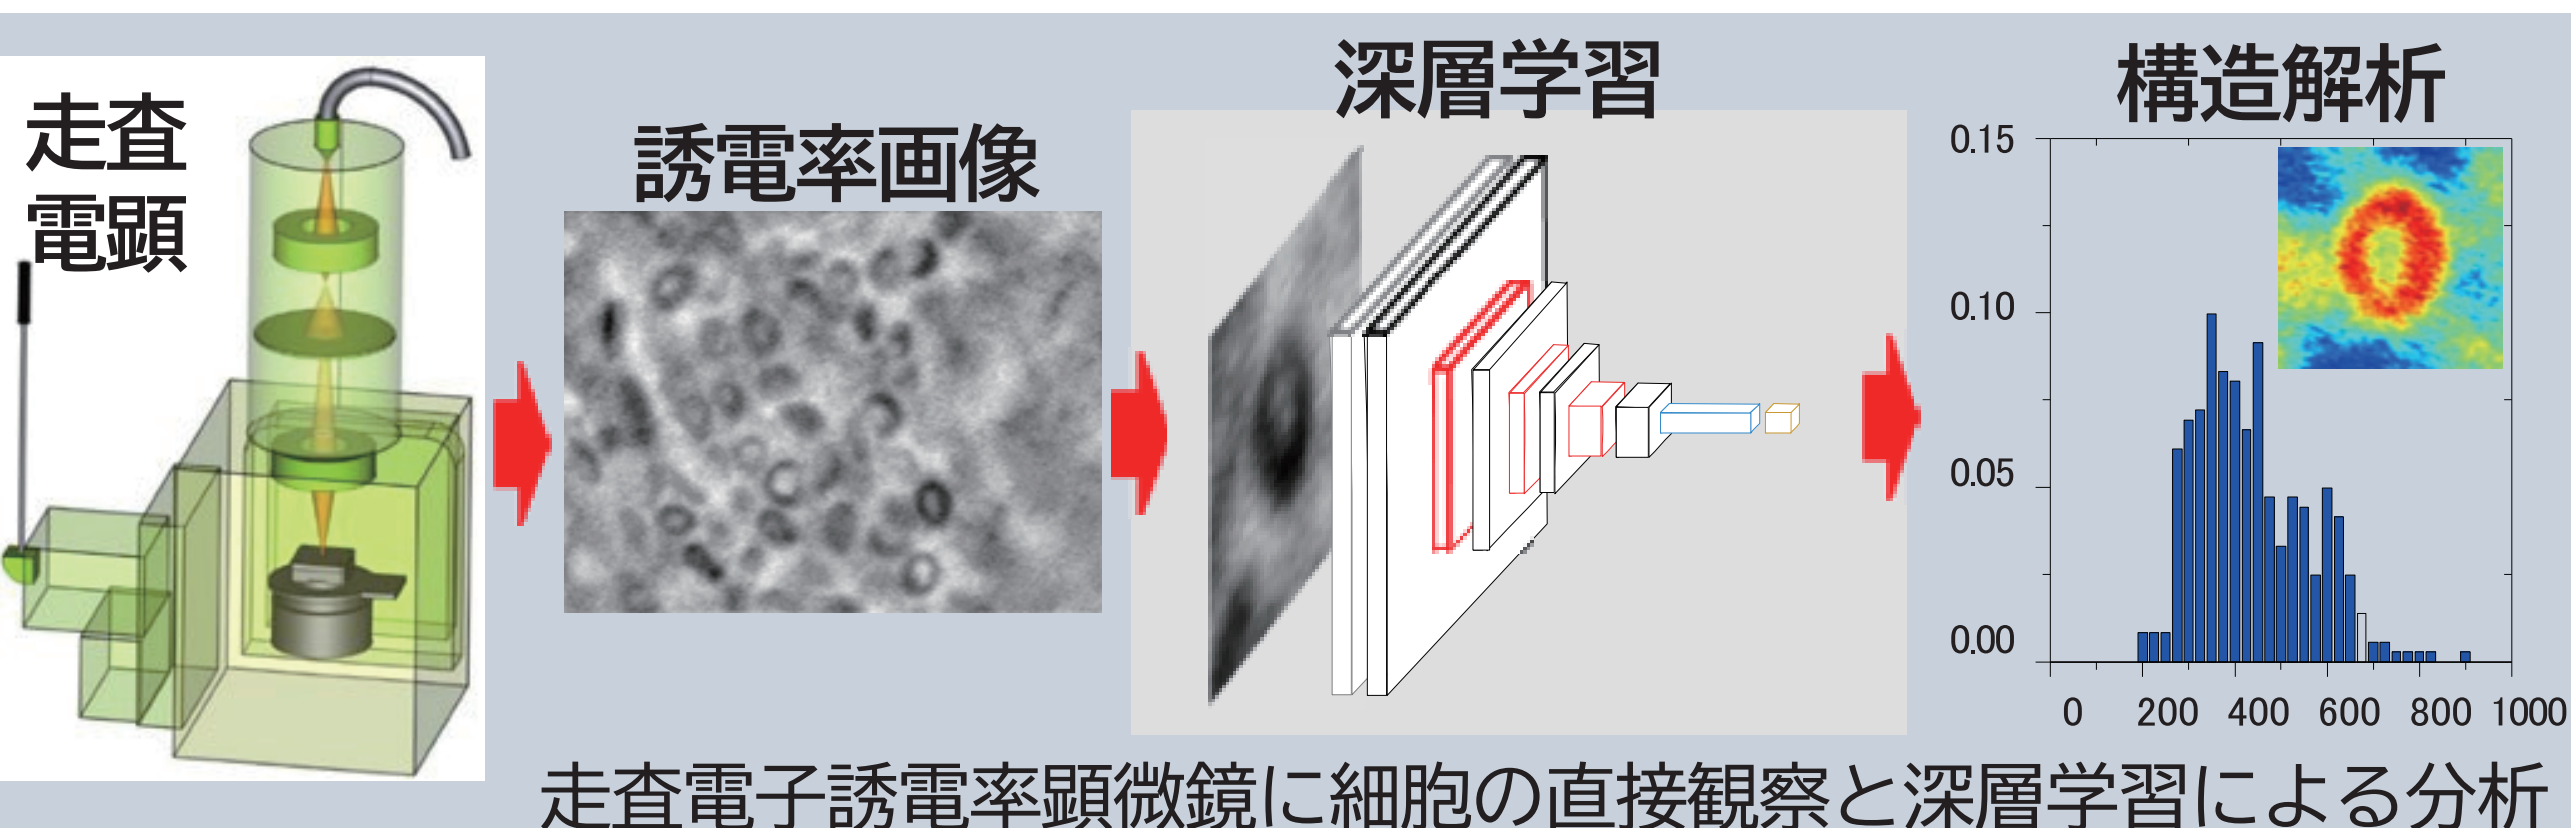 走査
電顕
誘電率画像
深層学習
構造解析
0.15
0.10
0.05
0.00
0 200 400 600 800 1000
走査電子誘電率顕微鏡に細胞の直接観察と深層学習による分析